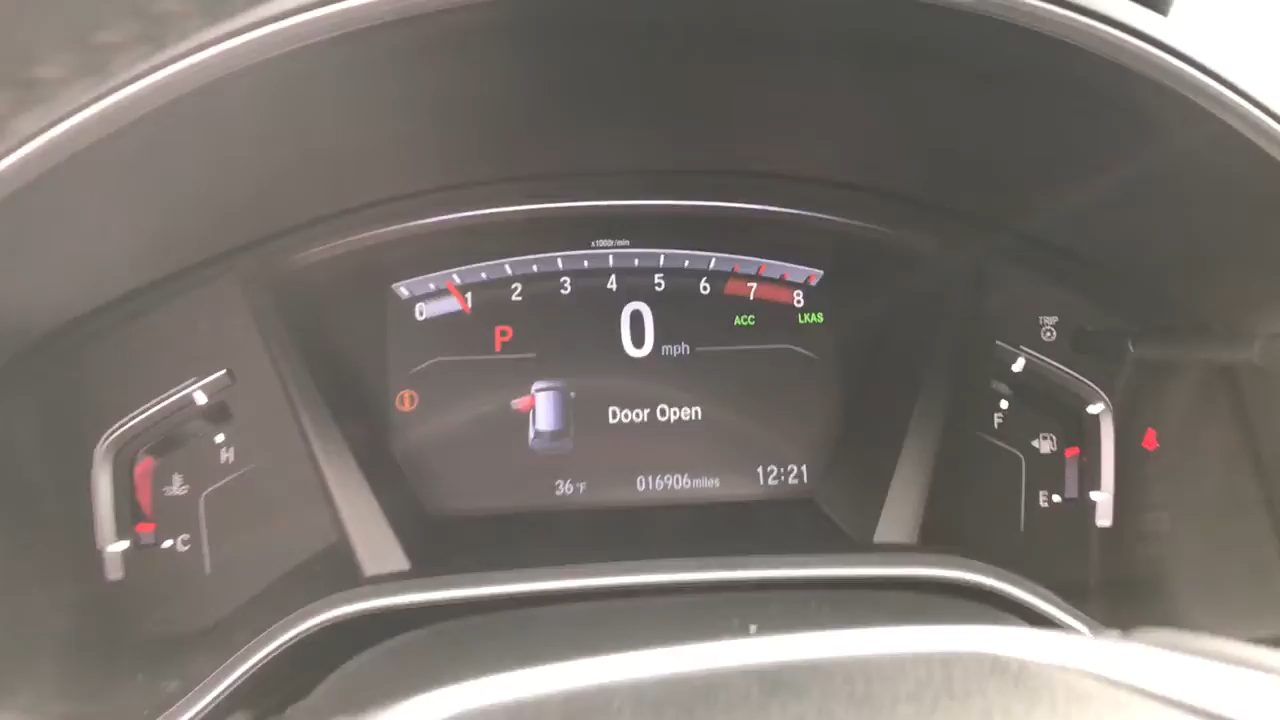 x1000r/min
0 1 2 3 4 5 6 7 8
ACC LKAS
P 0 mph
Door Open
36°F 016906miles 12:21
H
C
TRIP
F
E